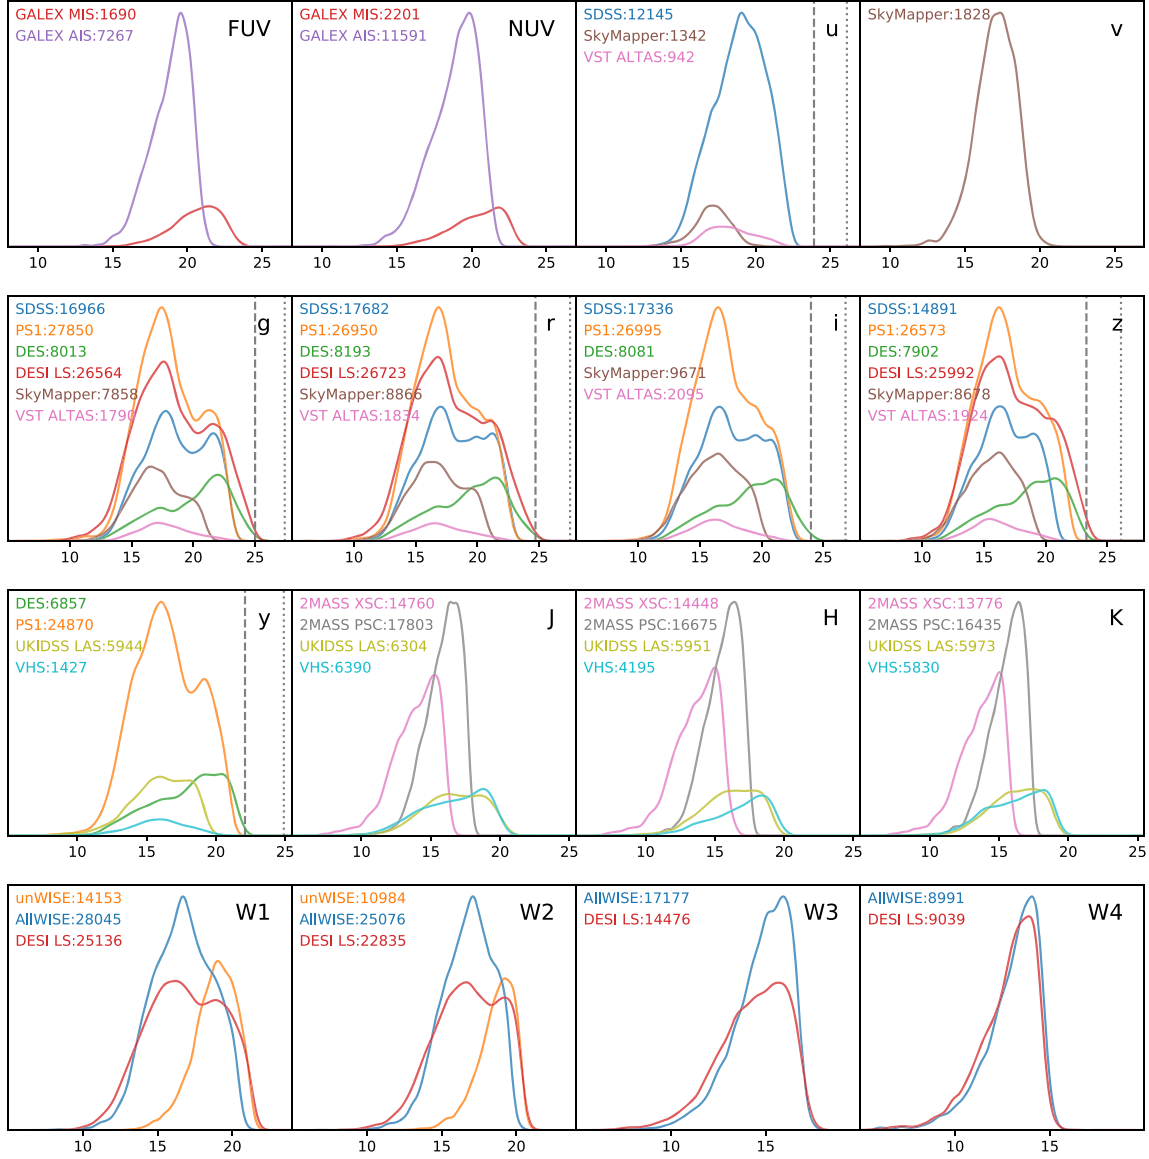 GALEX MIS:1690
GALEX AIS:7267
FUV
10 15 20 25
GALEX MIS:2201
GALEX AIS:11591
NUV
10 15 20 25
SDSS:12145
SkyMapper:1342
VST ALTAS:942
u
10 15 20 25
SkyMapper:1828
v
10 15 20 25
SDSS:16966
PS1:27850
DES:8013
DESI LS:26564
SkyMapper:7858
VST ALTAS:1790
g
10 15 20 25
SDSS:17682
PS1:26950
DES:8193
DESI LS:26723
SkyMapper:8866
VST ALTAS:1834
r
10 15 20 25
SDSS:17336
PS1:26995
DES:8081
SkyMapper:9671
VST ALTAS:2095
i
10 15 20 25
SDSS:14891
PS1:26573
DES:7902
DESI LS:25992
SkyMapper:8678
VST ALTAS:1924
z
10 15 20 25
DES:6857
PS1:24870
UKIDSS LAS:5944
VHS:1427
y
10 15 20 25
2MASS XSC:14760
2MASS PSC:17803
UKIDSS LAS:6304
VHS:6390
J
10 15 20 25
2MASS XSC:14448
2MASS PSC:16675
UKIDSS LAS:5951
VHS:4195
H
10 15 20 25
2MASS XSC:13776
2MASS PSC:16435
UKIDSS LAS:5973
VHS:5830
K
10 15 20 25
unWISE:14153
AllWISE:28045
DESI LS:25136
W1
10 15 20
unWISE:10984
AllWISE:25076
DESI LS:22835
W2
10 15 20
AllWISE:17177
DESI LS:14476
W3
10 15
AllWISE:8991
DESI LS:9039
W4
10 15